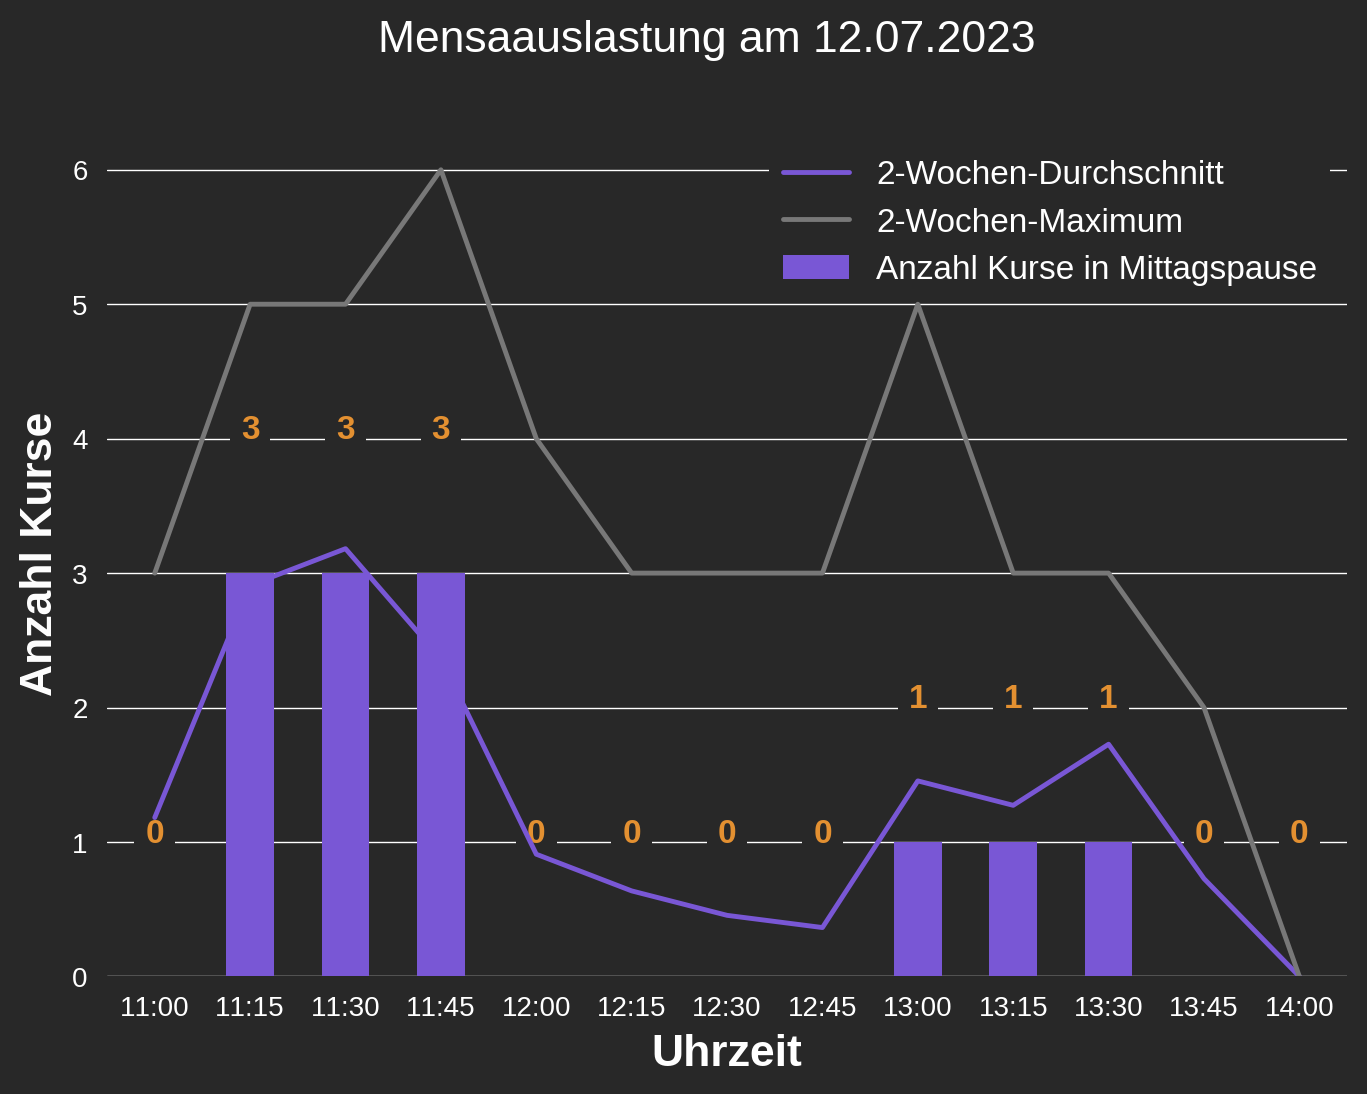 Mensaauslastung am 12.07.2023
2-Wochen-Durchschnitt
2-Wochen-Maximum
Anzahl Kurse in Mittagspause
Anzahl Kurse
6
5
4
3
2
1
0
3 3 3
1 1 1
0 0 0 0 0 0 0
11:00 11:15 11:30 11:45 12:00 12:15 12:30 12:45 13:00 13:15 13:30 13:45 14:00
Uhrzeit